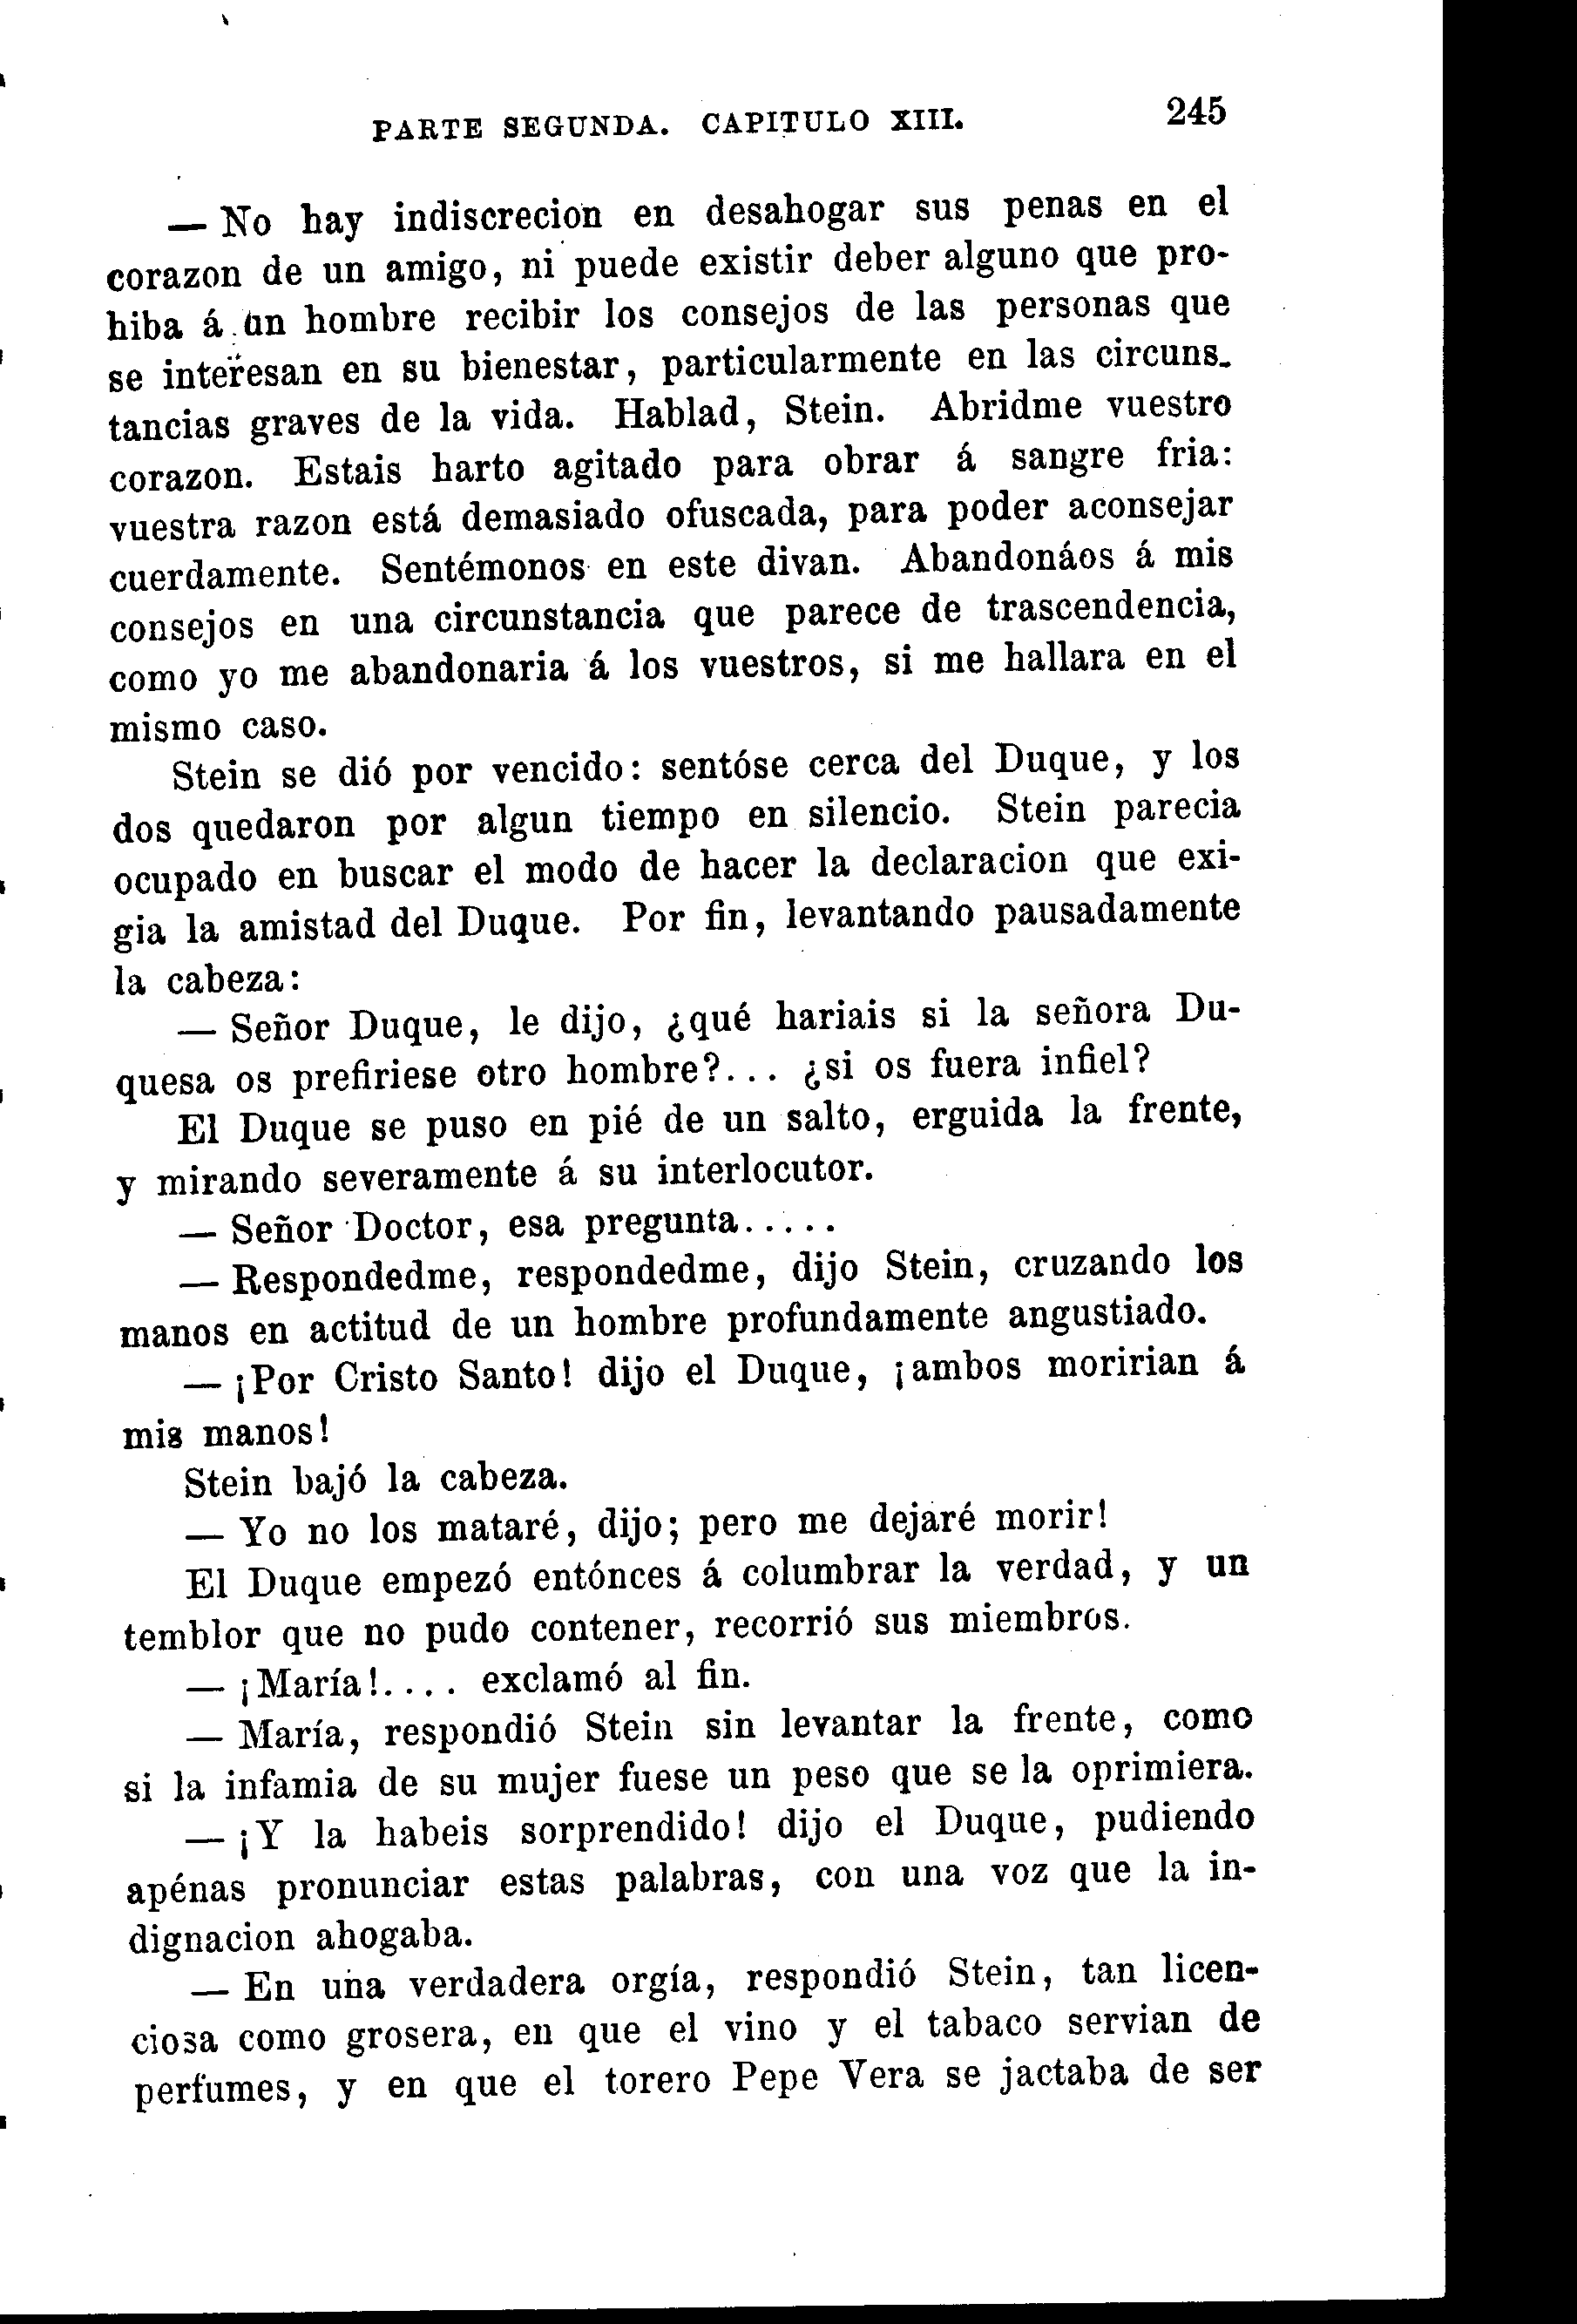 PARTE SEGUNDA. CAPITULO XIII. 245
— No hay indiscrecion en desahogar sus penas en el
corazon de un amigo, ni puede existir deber alguno que pro-
hiba á un hombre recibir los consejos de las personas que
se interesan en su bienestar, particularmente en las circuns-
tancias graves de la vida. Hablad, Stein. Abridme vuestro
corazon. Estais harto agitado para obrar á sangre fria:
vuestra razon está demasiado ofuscada, para poder aconsejar
cuerdamente. Sentémonos en este divan. Abandonáos á mis
consejos en una circunstancia que parece de trascendencia,
como yo me abandonaria á los vuestros, si me hallara en el
mismo caso.
Stein se dió por vencido: sentóse cerca del Duque, y los
dos quedaron por algun tiempo en silencio. Stein parecia
ocupado en buscar el modo de hacer la declaracion que exi-
gia la amistad del Duque. Por fin, levantando pausadamente
la cabeza:
— Señor Duque, le dijo, ¿qué hariais si la señora Du-
quesa os prefiriese otro hombre?... ¿si os fuera infiel?
El Duque se puso en pié de un salto, erguida la frente,
y mirando severamente á su interlocutor.
— Señor Doctor, esa pregunta.....
— Respondedme, respondedme, dijo Stein, cruzando los
manos en actitud de un hombre profundamente angustiado.
— ¡Por Cristo Santo! dijo el Duque, ¡ambos moririan á
mis manos!
Stein bajó la cabeza.
— Yo no los mataré, dijo; pero me dejaré morir!
El Duque empezó entónces á columbrar la verdad, y un
temblor que no pudo contener, recorrió sus miembros.
— ¡María!.... exclamó al fin.
— María, respondió Stein sin levantar la frente, como
si la infamia de su mujer fuese un peso que se la oprimiera.
— ¡Y la habeis sorprendido! dijo el Duque, pudiendo
apénas pronunciar estas palabras, con una voz que la in-
dignacion ahogaba.
— En una verdadera orgía, respondió Stein, tan licen-
ciosa como grosera, en que el vino y el tabaco servian de
perfumes, y en que el torero Pepe Vera se jactaba de ser